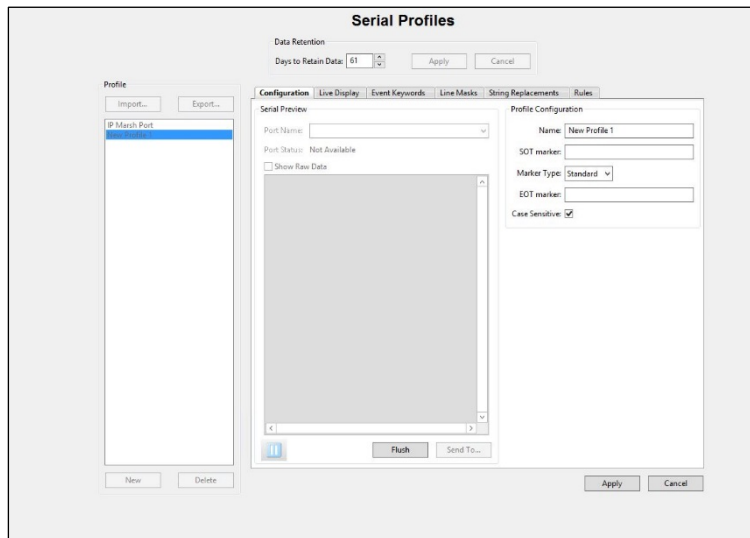 Serial Profiles
Data Retention
Days to Retain Data: 61 Apply Cancel
Profile
Import... Export...
IP Marsh Port
New Profile 1
New Delete
Configuration Live Display Event Keywords Line Masks String Replacements Rules
Serial Preview
Port Name:
Port Status: Not Available
Show Raw Data
Flush Send To...
Profile Configuration
Name: New Profile 1
SOT marker:
Marker Type: Standard
EOT marker:
Case Sensitive:
Apply Cancel